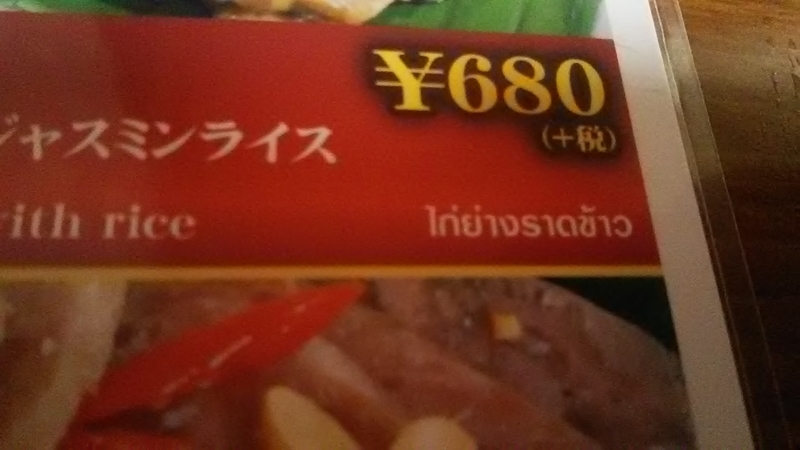 ¥680
(+税)
ジャスミンライス
with rice
ไก่ย่างราดข้าว